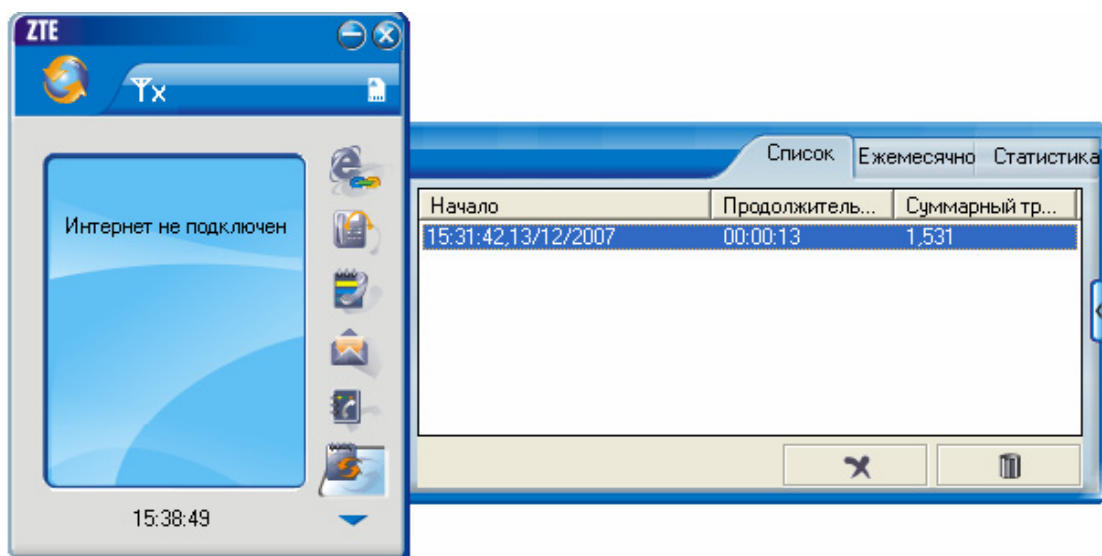 ZTE
Интернет не подключен
15:38:49
Список Ежемесячно Статистика
Начало Продолжитель... Суммарный тр...
15:31:42,13/12/2007 00:00:13 1,531